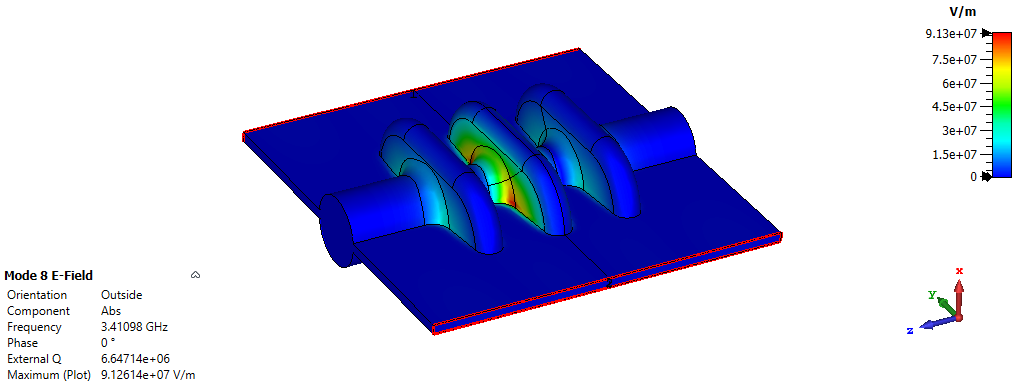 V/m
9.13e+07
7.5e+07
6e+07
4.5e+07
3e+07
1.5e+07
0
Mode 8 E-Field
Orientation Outside
Component Abs
Frequency 3.41098 GHz
Phase 0 °
External Q 6.64714e+06
Maximum (Plot) 9.12614e+07 V/m
x
y
z